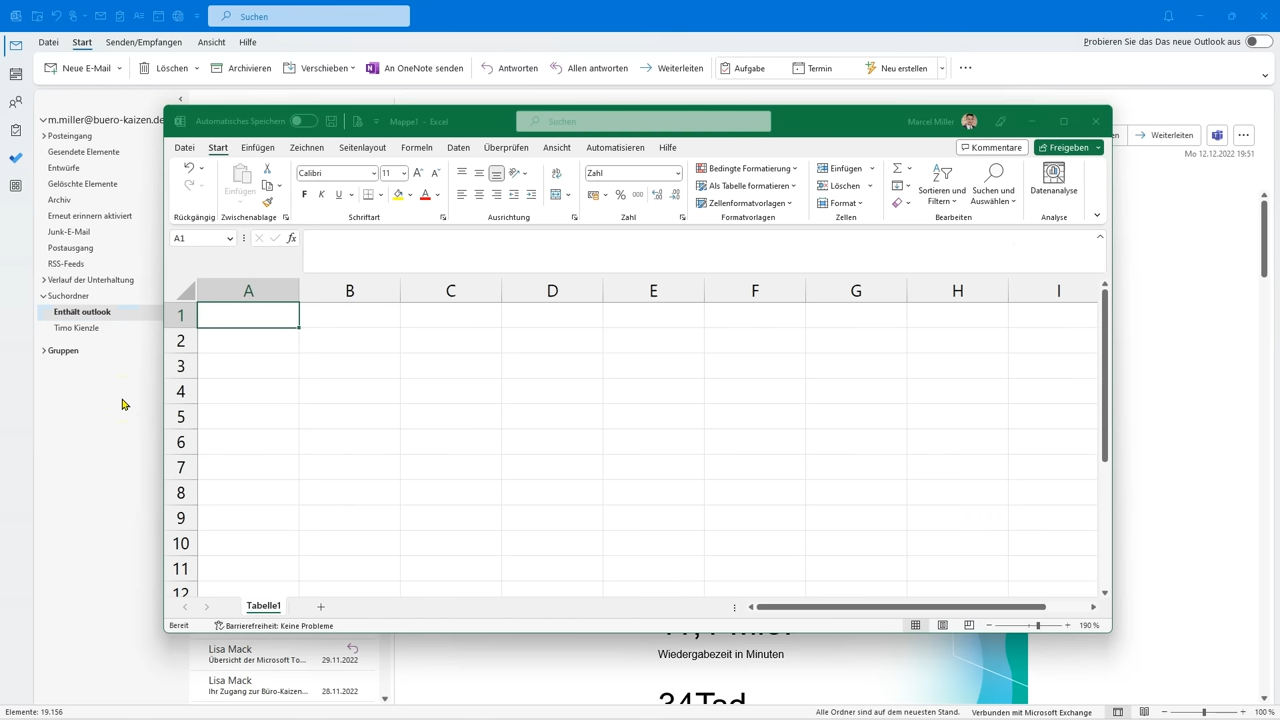 Suchen
Datei Start Senden/Empfangen Ansicht Hilfe
Probieren Sie das Das neue Outlook aus
Neue E-Mail Löschen Archivieren Verschieben An OneNote senden Antworten Allen antworten Weiterleiten Aufgabe Termin Neu erstellen
m.miller@buero-kaizen.de
Posteingang
Gesendete Elemente
Entwürfe
Gelöschte Elemente
Archiv
Erneut erinnern aktiviert
Junk-E-Mail
Postausgang
RSS-Feeds
Verlauf der Unterhaltung
Suchordner
Enthält outlook
Timo Kienzle
Gruppen
Weiterleiten
Mo 12.12.2022 19:51
Automatisches Speichern Mappe1 - Excel Suchen Marcel Miller
Datei Start Einfügen Zeichnen Seitenlayout Formeln Daten Überprüfen Ansicht Automatisieren Hilfe Kommentare Freigeben
Einfügen
Calibri 11
F K U
Zahl
% 000
Bedingte Formatierung
Als Tabelle formatieren
Zellenformatvorlagen
Einfügen
Löschen
Format
Sortieren und Filtern
Suchen und Auswählen
Datenanalyse
Rückgängig Zwischenablage Schriftart Ausrichtung Zahl Formatvorlagen Zellen Bearbeiten Analyse
A1 fx
A B C D E F G H I
1
2
3
4
5
6
7
8
9
10
11
12
Tabelle1
Bereit Barrierefreiheit: Keine Probleme 190 %
Lisa Mack
Übersicht der Microsoft To... 29.11.2022
Lisa Mack
Ihr Zugang zur Büro-Kaizen... 28.11.2022
Wiedergabezeit in Minuten
34Tsd
Elemente: 19.156 Alle Ordner sind auf dem neuesten Stand. Verbunden mit Microsoft Exchange 100 %